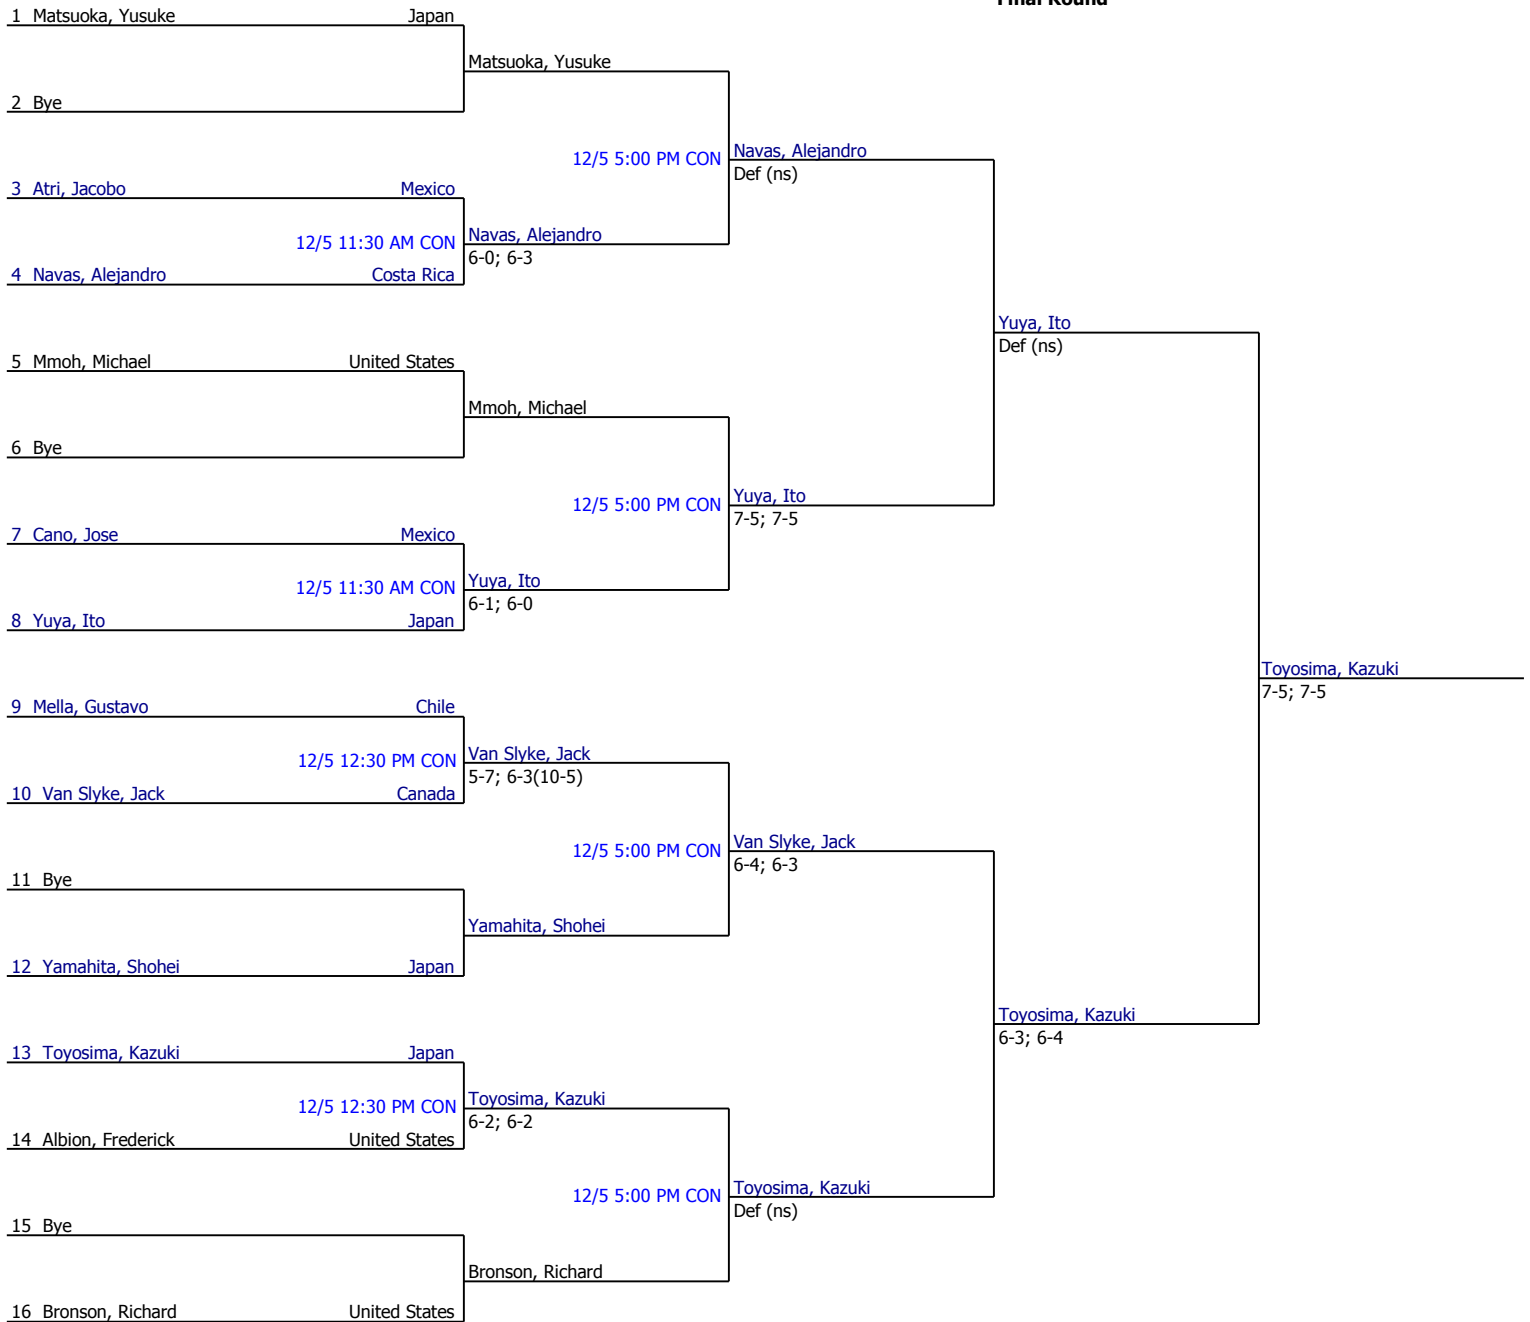 Final Round
1 Matsuoka, Yusuke Japan
Matsuoka, Yusuke
2 Bye
12/5 5:00 PM CON Navas, Alejandro
Def (ns)
3 Atri, Jacobo Mexico
12/5 11:30 AM CON Navas, Alejandro
6-0; 6-3
4 Navas, Alejandro Costa Rica
Yuya, Ito
Def (ns)
5 Mmoh, Michael United States
Mmoh, Michael
6 Bye
12/5 5:00 PM CON Yuya, Ito
7-5; 7-5
7 Cano, Jose Mexico
12/5 11:30 AM CON Yuya, Ito
6-1; 6-0
8 Yuya, Ito Japan
Toyosima, Kazuki
7-5; 7-5
9 Mella, Gustavo Chile
12/5 12:30 PM CON Van Slyke, Jack
5-7; 6-3(10-5)
10 Van Slyke, Jack Canada
12/5 5:00 PM CON Van Slyke, Jack
6-4; 6-3
11 Bye
Yamahita, Shohei
12 Yamahita, Shohei Japan
Toyosima, Kazuki
6-3; 6-4
13 Toyosima, Kazuki Japan
12/5 12:30 PM CON Toyosima, Kazuki
6-2; 6-2
14 Albion, Frederick United States
12/5 5:00 PM CON Toyosima, Kazuki
Def (ns)
15 Bye
Bronson, Richard
16 Bronson, Richard United States